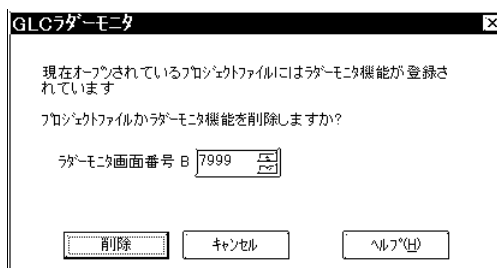 GLCﾗﾀﾞｰﾓﾆﾀ
現在ｵｰﾌﾟﾝされているﾌﾟﾛｼﾞｪｸﾄﾌｧｲﾙにはﾗﾀﾞｰﾓﾆﾀ機能が登録さ
れています
ﾌﾟﾛｼﾞｪｸﾄﾌｧｲﾙからﾗﾀﾞｰﾓﾆﾀ機能を削除しますか?
ﾗﾀﾞｰﾓﾆﾀ画面番号 B 7999
削除 ｷｬﾝｾﾙ ﾍﾙﾌﾟ(H)